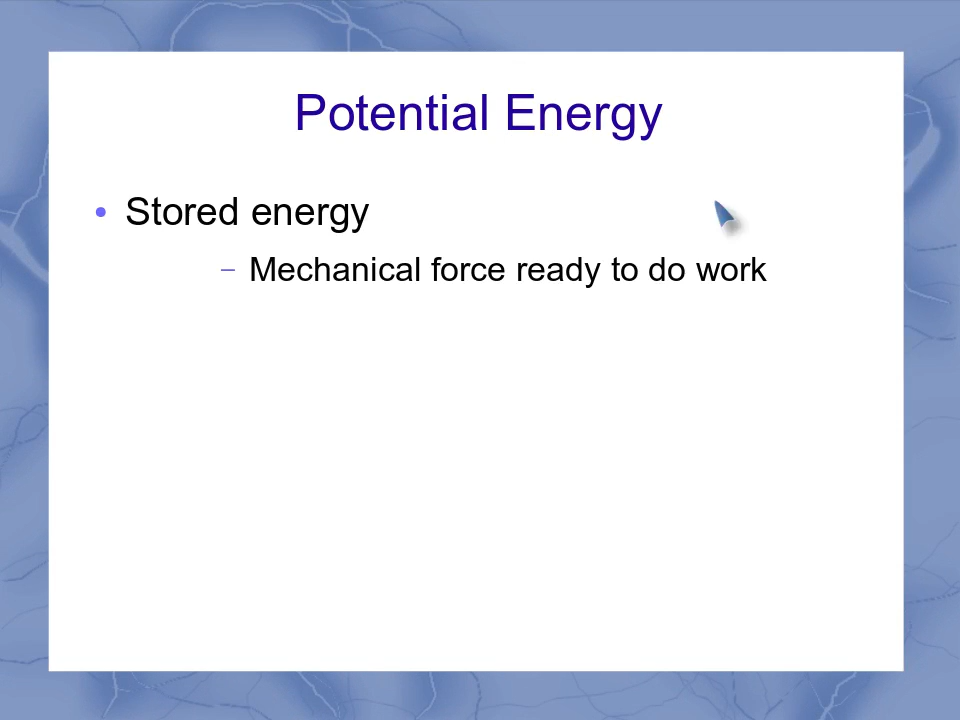 Potential Energy
• Stored energy
– Mechanical force ready to do work